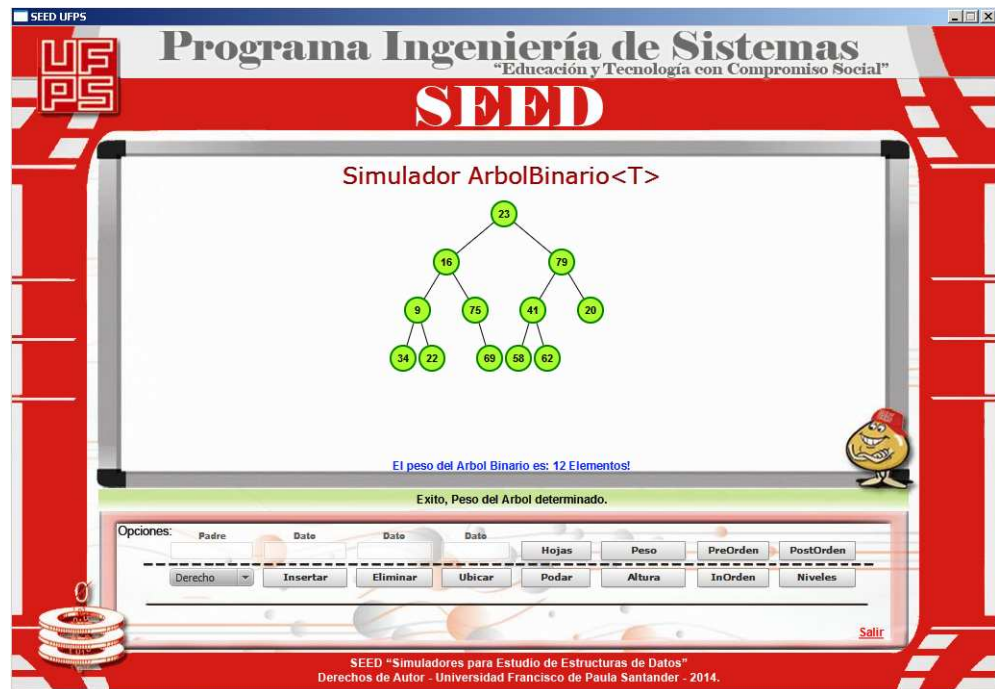 SEED UFPS
UFPS
Programa Ingeniería de Sistemas
“Educación y Tecnología con Compromiso Social”
SEED
Simulador ArbolBinario<T>
23
16 79
9 75 41 20
34 22 69 58 62
El peso del Arbol Binario es: 12 Elementos!
Exito, Peso del Arbol determinado.
Opciones:
Padre Dato Dato Dato
Hojas Peso PreOrden PostOrden
Derecho Insertar Eliminar Ubicar Podar Altura InOrden Niveles
Salir
SEED “Simuladores para Estudio de Estructuras de Datos”
Derechos de Autor - Universidad Francisco de Paula Santander - 2014.